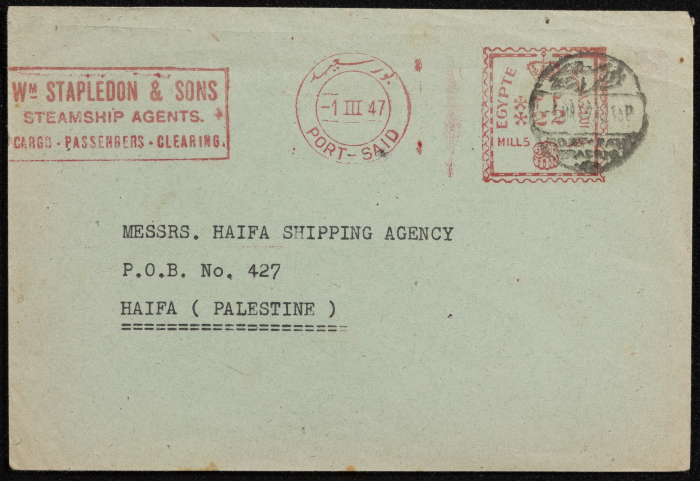 Wᴹ STAPLEDON & SONS
STEAMSHIP AGENTS.
CARGO - PASSENGERS - CLEARING.
بور سعيد
-1 III 47
PORT-SAID
EGYPTE
MILLS
MESSRS. HAIFA SHIPPING AGENCY
P.O.B. No. 427
HAIFA ( PALESTINE )